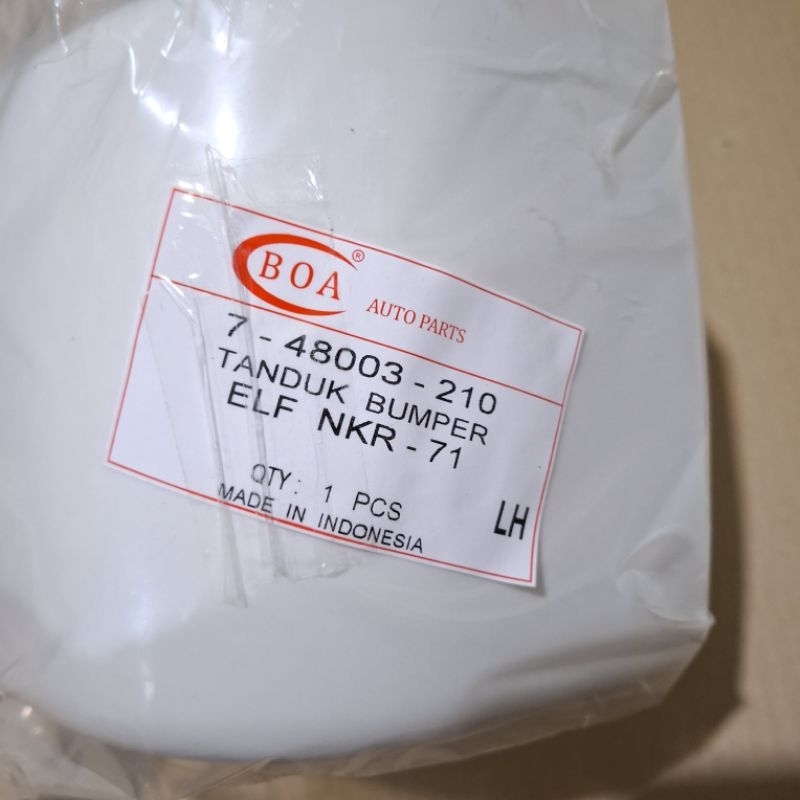 BOA ®
AUTO PARTS
7 - 48003 - 210
TANDUK BUMPER
ELF NKR - 71
QTY : 1 PCS
MADE IN INDONESIA
LH